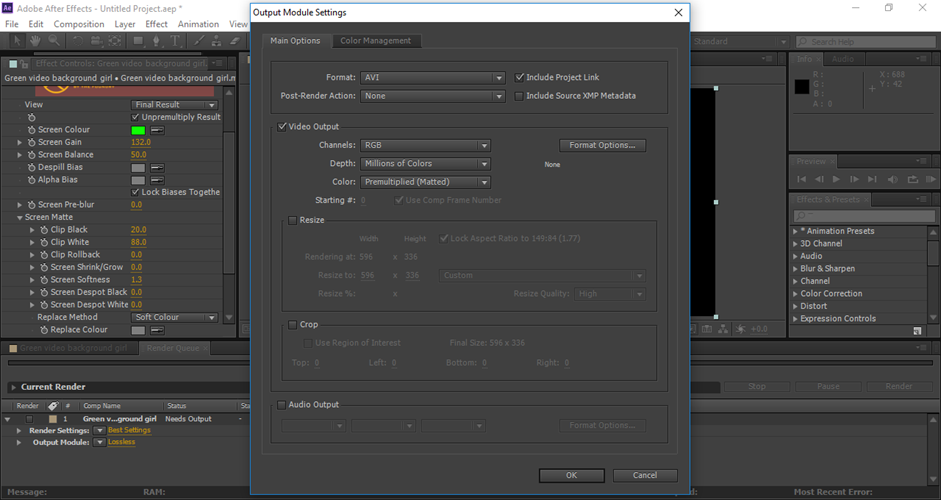 Ae Adobe After Effects - Untitled Project.aep *
File Edit Composition Layer Effect Animation View
Standard
Search Help
Effect Controls: Green video background girl.
Green video background girl • Green video background girl.m
View Final Result
Unpremultiply Result
Screen Colour
Screen Gain 132.0
Screen Balance 50.0
Despill Bias
Alpha Bias
Lock Biases Togethe
Screen Pre-blur 0.0
Screen Matte
Clip Black 20.0
Clip White 88.0
Clip Rollback 0.0
Screen Shrink/Grow 0.0
Screen Softness 1.3
Screen Despot Black 0.0
Screen Despot White 0.0
Replace Method Soft Colour
Replace Colour
Output Module Settings
Main Options Color Management
Format: AVI Include Project Link
Post-Render Action: None Include Source XMP Metadata
Video Output
Channels: RGB Format Options...
Depth: Millions of Colors None
Color: Premultiplied (Matted)
Starting #: 0 Use Comp Frame Number
Resize
Width Height Lock Aspect Ratio to 149:84 (1.77)
Rendering at: 596 x 336
Resize to: 596 x 336 Custom
Resize %: x Resize Quality: High
Crop
Use Region of Interest Final Size: 596 x 336
Top: 0 Left: 0 Bottom: 0 Right: 0
Audio Output
Format Options...
OK Cancel
Info Audio
R : X : 688
G : Y : 42
B :
A : 0
Preview
Effects & Presets
* Animation Presets
3D Channel
Audio
Blur & Sharpen
Channel
Color Correction
Distort
Expression Controls
+0.0
Green video background girl Render Queue
Current Render Stop Pause Render
Render # Comp Name Status Sta
1 Green v...ground girl Needs Output -
Render Settings: Best Settings
Output Module: Lossless
Message: RAM: Most Recent Error: